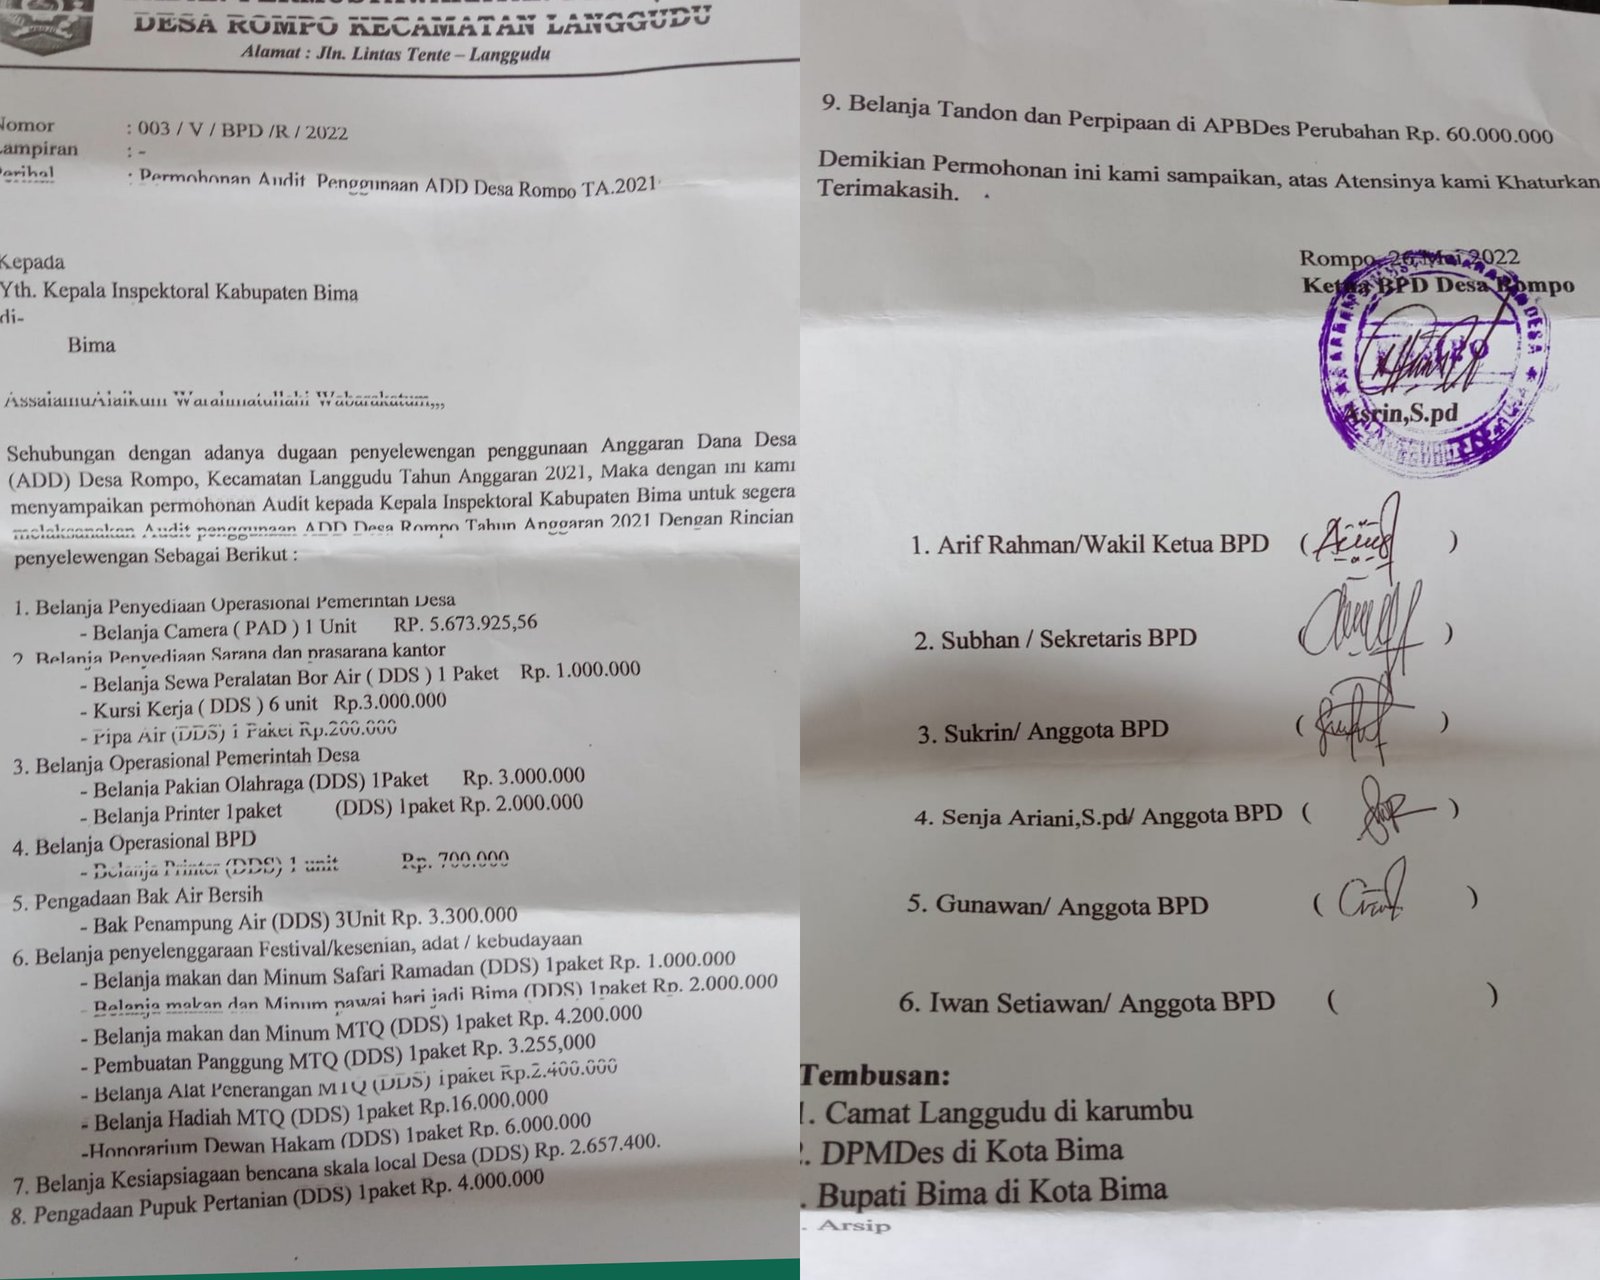 DESA ROMPO KECAMATAN LANGGUDU
Alamat : Jln. Lintas Tente – Langgudu
Nomor : 003 / V / BPD /R / 2022
Lampiran : -
Perihal : Permohonan Audit Penggunaan ADD Desa Rompo TA.2021
Kepada
Yth. Kepala Inspektoral Kabupaten Bima
di-
Bima
AssalamuAlaikum Warahmatullahi Wabarakatum,,,
Sehubungan dengan adanya dugaan penyelewengan penggunaan Anggaran Dana Desa
(ADD) Desa Rompo, Kecamatan Langgudu Tahun Anggaran 2021, Maka dengan ini kami
menyampaikan permohonan Audit kepada Kepala Inspektoral Kabupaten Bima untuk segera
melaksanakan Audit penggunaan ADD Desa Rompo Tahun Anggaran 2021 Dengan Rincian
penyelewengan Sebagai Berikut :
1. Belanja Penyediaan Operasional Pemerintah Desa
- Belanja Camera ( PAD ) 1 Unit RP. 5.673.925,56
2. Belanja Penyediaan Sarana dan prasarana kantor
- Belanja Sewa Peralatan Bor Air ( DDS ) 1 Paket Rp. 1.000.000
- Kursi Kerja ( DDS ) 6 unit Rp.3.000.000
- Pipa Air (DDS) 1 Paket Rp.200.000
3. Belanja Operasional Pemerintah Desa
- Belanja Pakian Olahraga (DDS) 1Paket Rp. 3.000.000
- Belanja Printer 1paket (DDS) 1paket Rp. 2.000.000
4. Belanja Operasional BPD
- Belanja Printer (DDS) 1 unit Rp. 700.000
5. Pengadaan Bak Air Bersih
- Bak Penampung Air (DDS) 3Unit Rp. 3.300.000
6. Belanja penyelenggaraan Festival/kesenian, adat / kebudayaan
- Belanja makan dan Minum Safari Ramadan (DDS) 1paket Rp. 1.000.000
- Belanja makan dan Minum pawai hari jadi Bima (DDS) 1paket Rp. 2.000.000
- Belanja makan dan Minum MTQ (DDS) 1paket Rp. 4.200.000
- Pembuatan Panggung MTQ (DDS) 1paket Rp. 3.255,000
- Belanja Alat Penerangan MTQ (DDS) 1paket Rp.2.400.000
- Belanja Hadiah MTQ (DDS) 1paket Rp.16.000.000
-Honorarium Dewan Hakam (DDS) 1paket Rp. 6.000.000
7. Belanja Kesiapsiagaan bencana skala local Desa (DDS) Rp. 2.657.400.
8. Pengadaan Pupuk Pertanian (DDS) 1paket Rp. 4.000.000
9. Belanja Tandon dan Perpipaan di APBDes Perubahan Rp. 60.000.000
Demikian Permohonan ini kami sampaikan, atas Atensinya kami Khaturkan
Terimakasih.
Rompo, 26 Mei 2022
Ketua BPD Desa Rompo
Asrin,S.pd
1. Arif Rahman/Wakil Ketua BPD ( )
2. Subhan / Sekretaris BPD ( )
3. Sukrin/ Anggota BPD ( )
4. Senja Ariani,S.pd/ Anggota BPD ( )
5. Gunawan/ Anggota BPD ( )
6. Iwan Setiawan/ Anggota BPD ( )
Tembusan:
1. Camat Langgudu di karumbu
2. DPMDes di Kota Bima
. Bupati Bima di Kota Bima
. Arsip